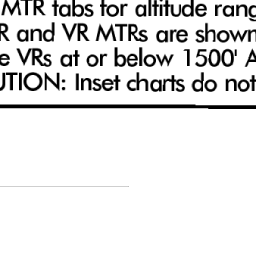 MTR tabs for altitude rang
R and VR MTRs are shown
e VRs at or below 1500' A
UTION: Inset charts do not